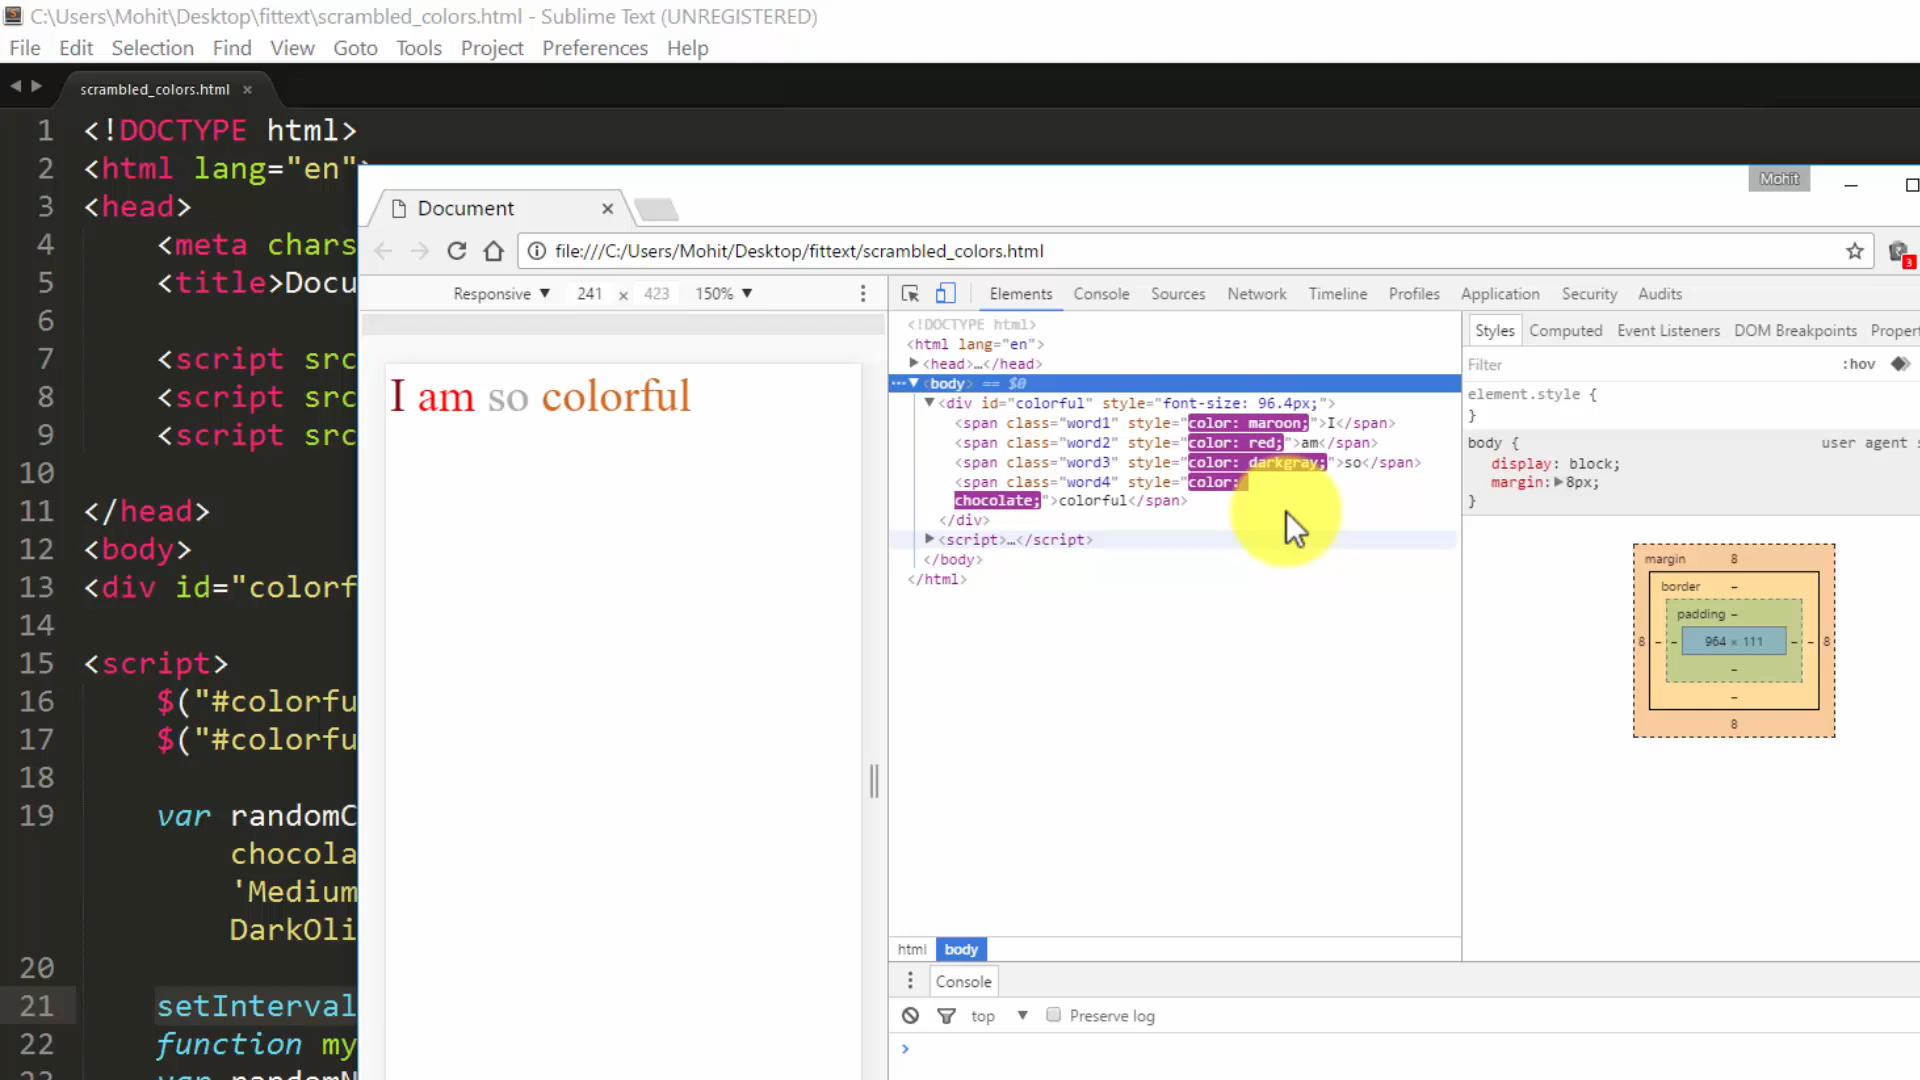 C:\Users\Mohit\Desktop\fittext\scrambled_colors.html - Sublime Text (UNREGISTERED)
File Edit Selection Find View Goto Tools Project Preferences Help
scrambled_colors.html ×
1 <!DOCTYPE html>
2 <html lang="en"
3 <head>
4 <meta chars
5 <title>Docu
6
7 <script src
8 <script src
9 <script src
10
11 </head>
12 <body>
13 <div id="colorf
14
15 <script>
16 $("#colorfu
17 $("#colorfu
18
19 var randomC
chocola
'Medium
DarkOli
20
21 setInterval
22 function my
23 var randomN
Mohit
Document ×
file:///C:/Users/Mohit/Desktop/fittext/scrambled_colors.html
3
Responsive ▼ 241 × 423 150% ▼
I am so colorful
Elements Console Sources Network Timeline Profiles Application Security Audits
<!DOCTYPE html>
<html lang="en">
▶<head>…</head>
…▼<body> == $0
▼<div id="colorful" style="font-size: 96.4px;">
<span class="word1" style="color: maroon;">I</span>
<span class="word2" style="color: red;">am</span>
<span class="word3" style="color: darkgray;">so</span>
<span class="word4" style="color:
chocolate;">colorful</span>
</div>
▶<script>…</script>
</body>
</html>
Styles Computed Event Listeners DOM Breakpoints Propert
Filter :hov
element.style {
}
body { user agent s
display: block;
margin:▶8px;
}
margin 8
border –
padding –
8 – – 964 × 111 – – 8
–
–
8
html body
Console
top ▼ Preserve log
>